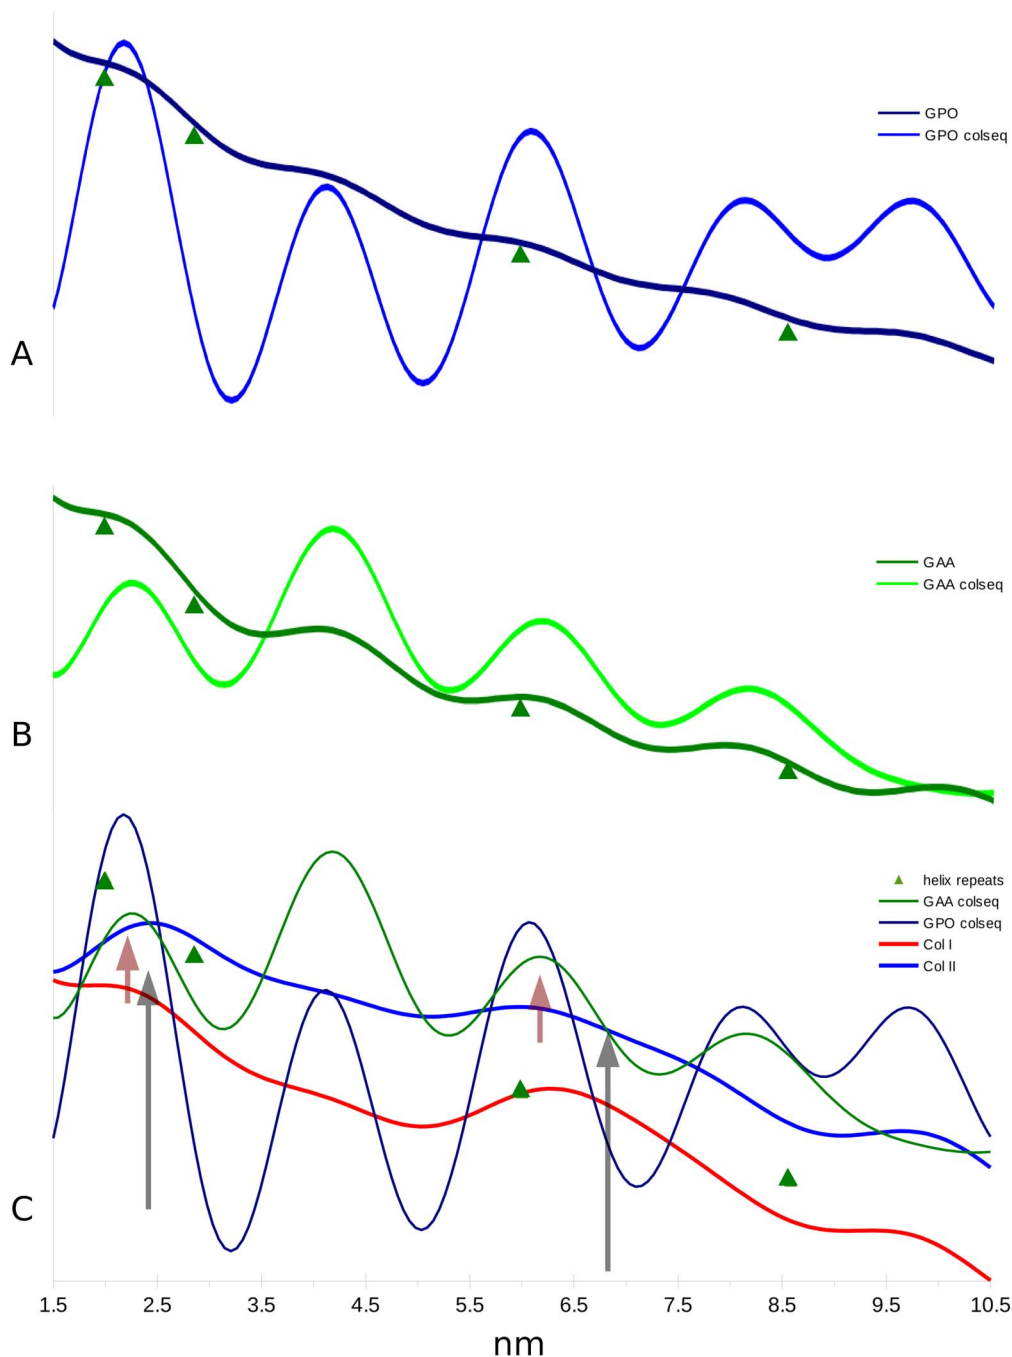 GPO
GPO colseq
A
GAA
GAA colseq
B
helix repeats
GAA colseq
GPO colseq
Col I
Col II
C
1.5 2.5 3.5 4.5 5.5 6.5 7.5 8.5 9.5 10.5
nm